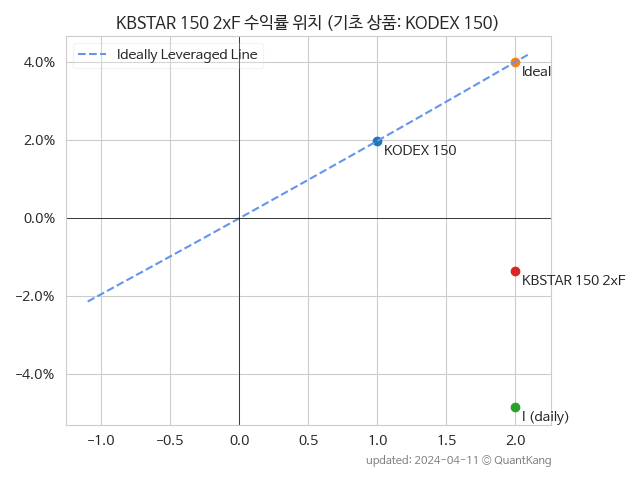 KBSTAR 150 2xF 수익률 위치 (기초 상품: KODEX 150)
Ideally Leveraged Line
4.0%
Ideal
2.0%
KODEX 150
0.0%
KBSTAR 150 2xF
−2.0%
−4.0%
I (daily)
−1.0 −0.5 0.0 0.5 1.0 1.5 2.0
updated: 2024-04-11 © QuantKang